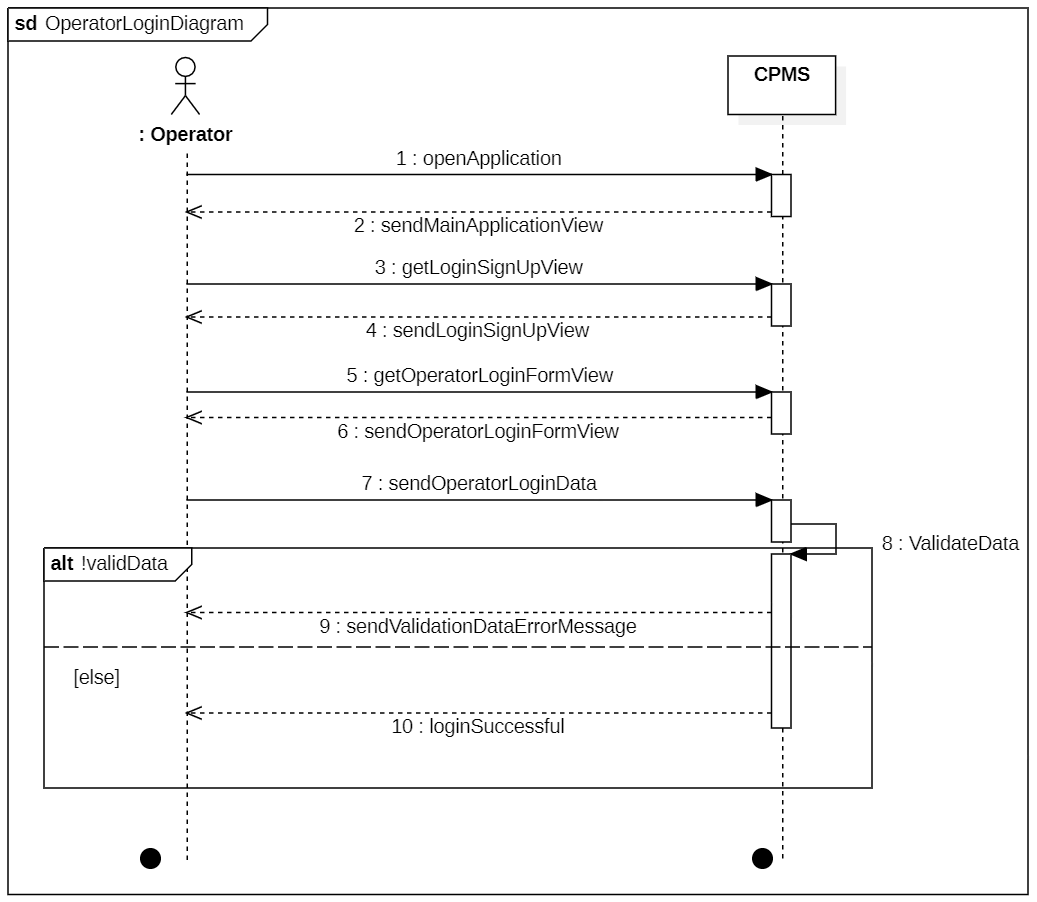 sd OperatorLoginDiagram
CPMS
: Operator
1 : openApplication
2 : sendMainApplicationView
3 : getLoginSignUpView
4 : sendLoginSignUpView
5 : getOperatorLoginFormView
6 : sendOperatorLoginFormView
7 : sendOperatorLoginData
8 : ValidateData
alt !validData
9 : sendValidationDataErrorMessage
[else]
10 : loginSuccessful